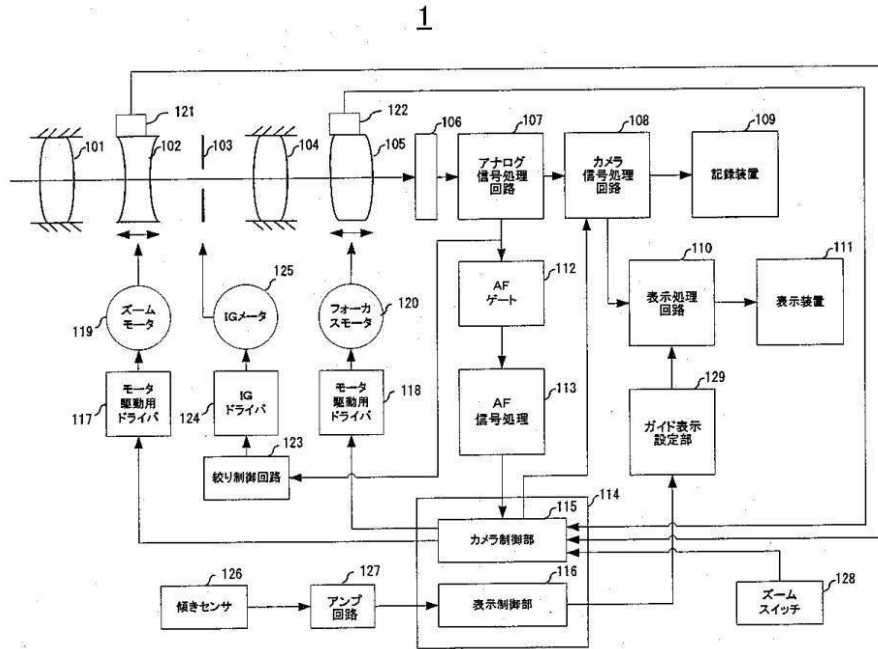 1
121
122
106
107
108
109
101
102
103
104
105
アナログ
信号処理
回路
カメラ
信号処理
回路
記録装置
125
110
111
112
119
ズーム
モータ
IGメータ
フォーカ
スモータ
120
AF
ゲート
表示処理
回路
表示装置
117
モータ
駆動用
ドライバ
124
IG
ドライバ
モータ
駆動用
ドライバ
118
113
AF
信号処理
129
ガイド表示
設定部
123
絞り制御回路
114
115
カメラ制御部
126
傾きセンサ
127
アンプ
回路
116
表示制御部
ズーム
スイッチ
128